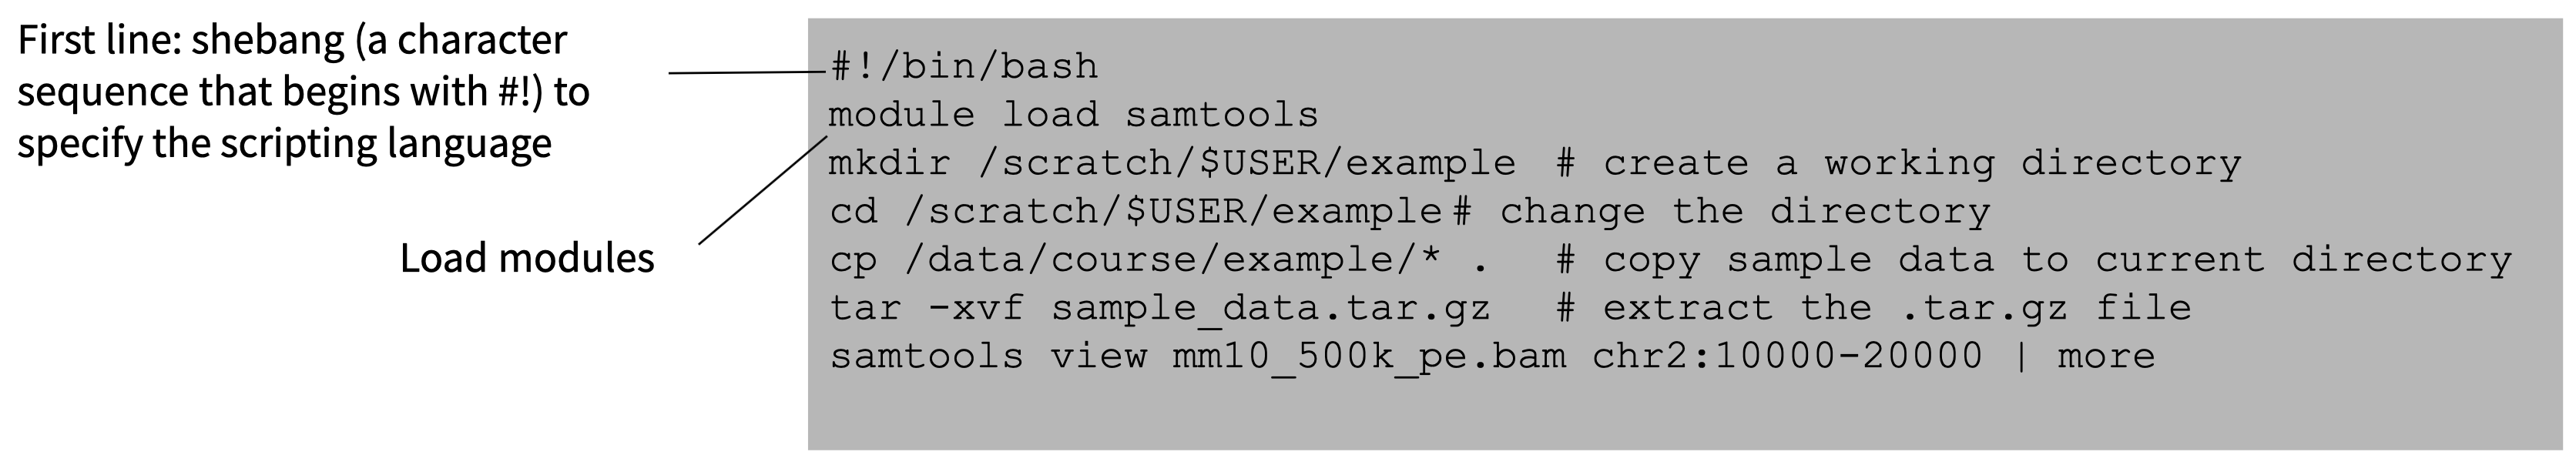 First line: shebang (a character
sequence that begins with #!) to
specify the scripting language
Load modules
#!/bin/bash
module load samtools
mkdir /scratch/$USER/example # create a working directory
cd /scratch/$USER/example # change the directory
cp /data/course/example/* . # copy sample data to current directory
tar -xvf sample_data.tar.gz # extract the .tar.gz file
samtools view mm10_500k_pe.bam chr2:10000-20000 | more